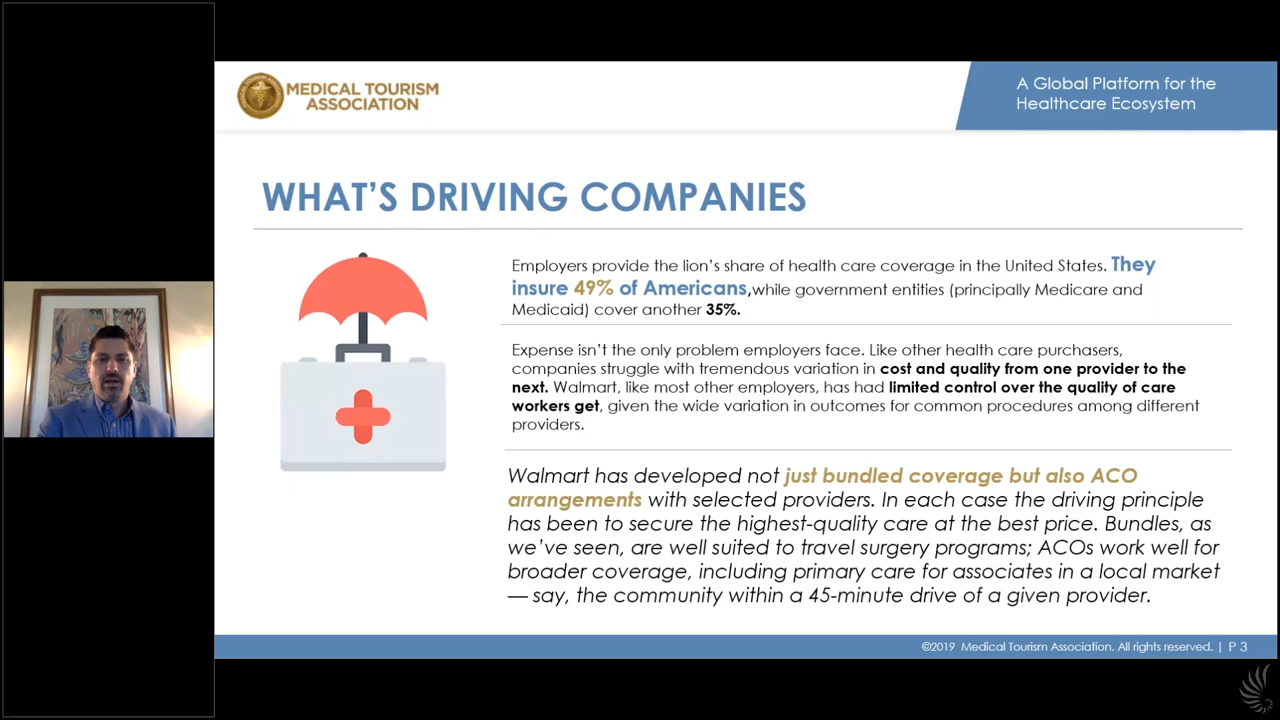 MEDICAL TOURISM
ASSOCIATION
A Global Platform for the
Healthcare Ecosystem
WHAT'S DRIVING COMPANIES
Employers provide the lion's share of health care coverage in the United States. They
insure 49% of Americans,while government entities (principally Medicare and
Medicaid) cover another 35%.
Expense isn't the only problem employers face. Like other health care purchasers,
companies struggle with tremendous variation in cost and quality from one provider to the
next. Walmart, like most other employers, has had limited control over the quality of care
workers get, given the wide variation in outcomes for common procedures among different
providers.
Walmart has developed not just bundled coverage but also ACO
arrangements with selected providers. In each case the driving principle
has been to secure the highest-quality care at the best price. Bundles, as
we've seen, are well suited to travel surgery programs; ACOs work well for
broader coverage, including primary care for associates in a local market
— say, the community within a 45-minute drive of a given provider.
©2019 Medical Tourism Association. All rights reserved. | P 3